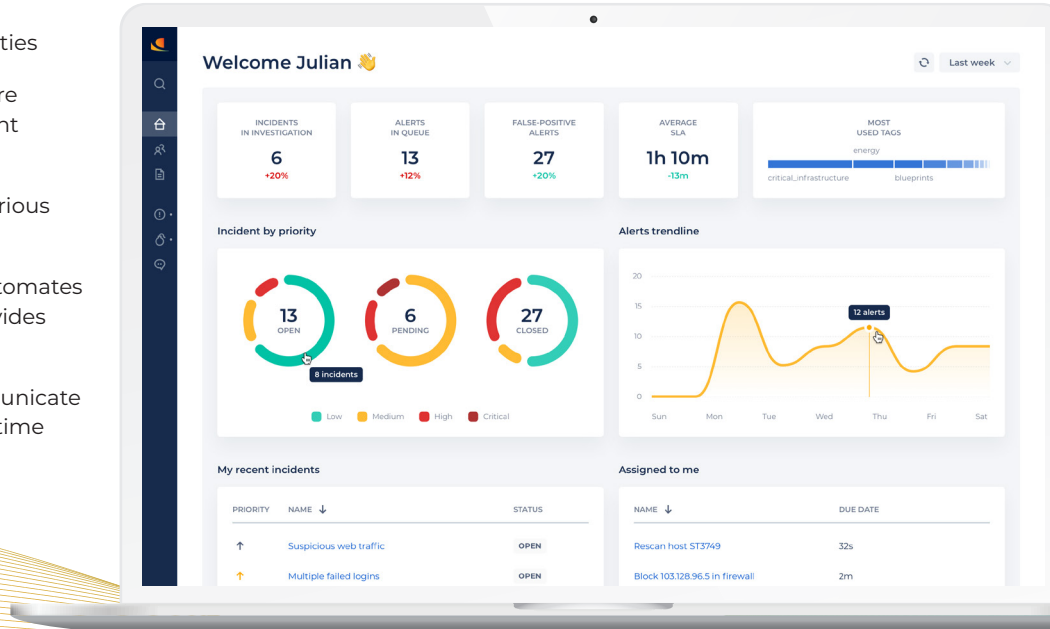 ties
re
nt
rious
tomates
vides
unicate
time
Welcome Julian 👋
Last week
INCIDENTS
IN INVESTIGATION
6
+20%
ALERTS
IN QUEUE
13
+12%
FALSE-POSITIVE
ALERTS
27
+20%
AVERAGE
SLA
1h 10m
-13m
MOST
USED TAGS
energy
critical_infrastructure
blueprints
Incident by priority
13
OPEN
8 incidents
6
PENDING
27
CLOSED
Low
Medium
High
Critical
Alerts trendline
20
15
10
5
0
12 alerts
Sun
Mon
Tue
Wed
Thu
Fri
Sat
My recent incidents
PRIORITY
NAME ↓
STATUS
↑
Suspicious web traffic
OPEN
↑
Multiple failed logins
OPEN
Assigned to me
NAME ↓
DUE DATE
Rescan host ST3749
32s
Block 103.128.96.5 in firewall
2m